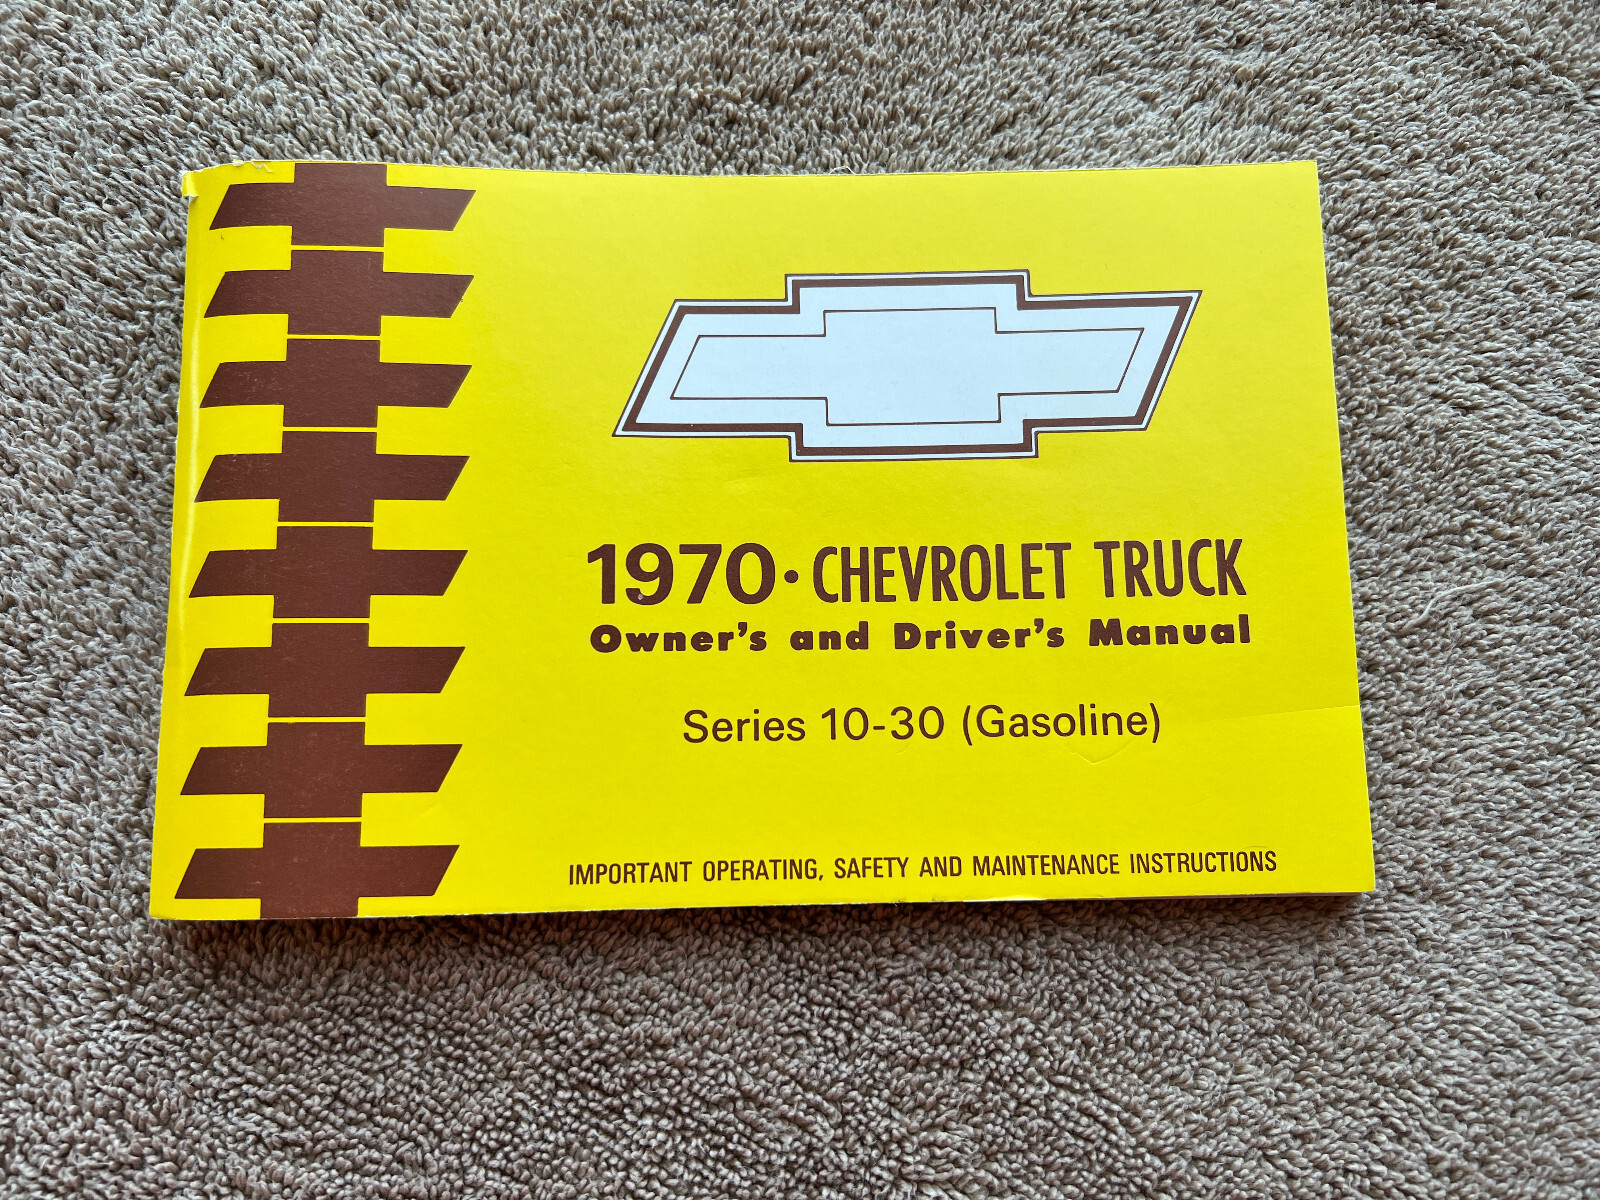 1970 • CHEVROLET TRUCK
Owner's and Driver's Manual
Series 10-30 (Gasoline)
IMPORTANT OPERATING, SAFETY AND MAINTENANCE INSTRUCTIONS